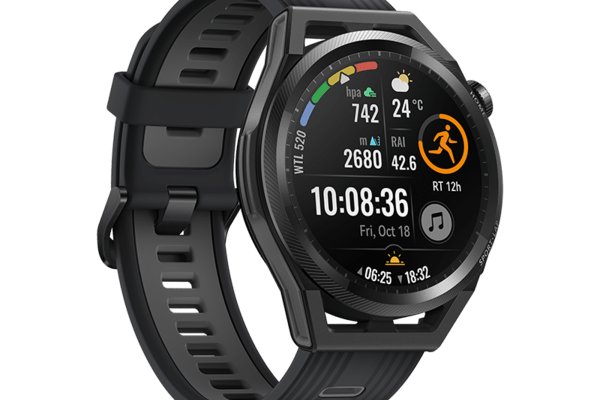 hpa
742
24 °C
m
2680
RAI
42.6
WTL 520
RT 12h
10:08:36
Fri, Oct 18
06:25
18:32